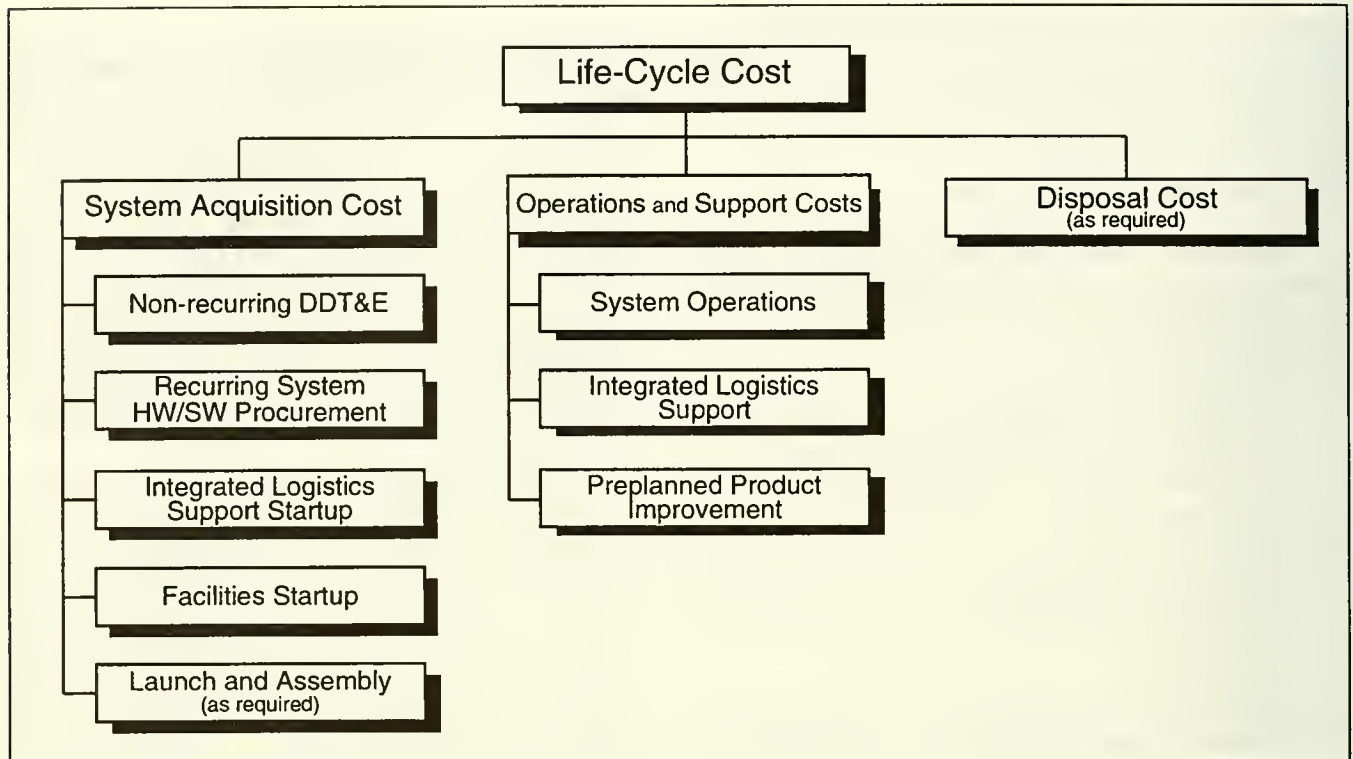 Life-Cycle Cost
System Acquisition Cost
Non-recurring DDT&E
Recurring System
HW/SW Procurement
Integrated Logistics
Support Startup
Facilities Startup
Launch and Assembly
(as required)
Operations and Support Costs
System Operations
Integrated Logistics
Support
Preplanned Product
Improvement
Disposal Cost
(as required)